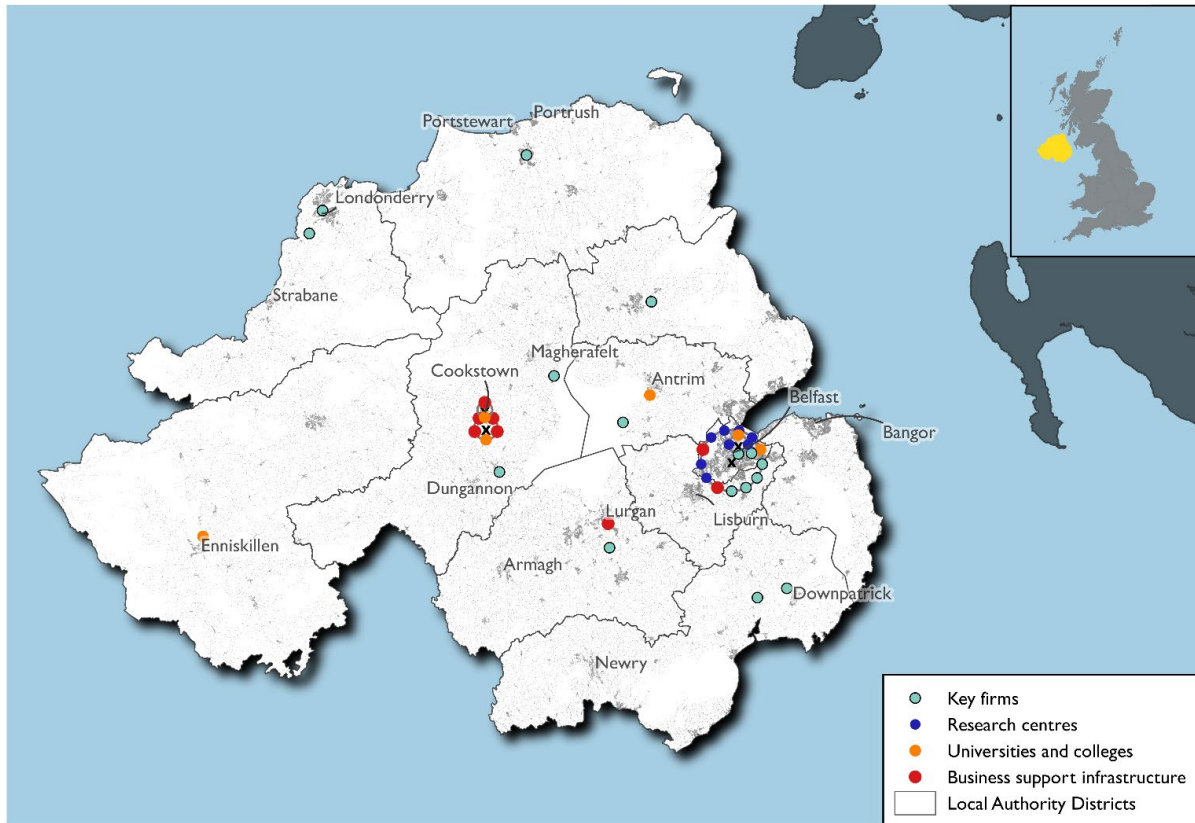 Portrush
Portstewart
Londonderry
Strabane
Magherafelt
Cookstown
Antrim
Belfast
Bangor
Dungannon
Lurgan
Lisburn
Enniskillen
Armagh
Downpatrick
Newry
x
x
x
x
Key firms
Research centres
Universities and colleges
Business support infrastructure
Local Authority Districts